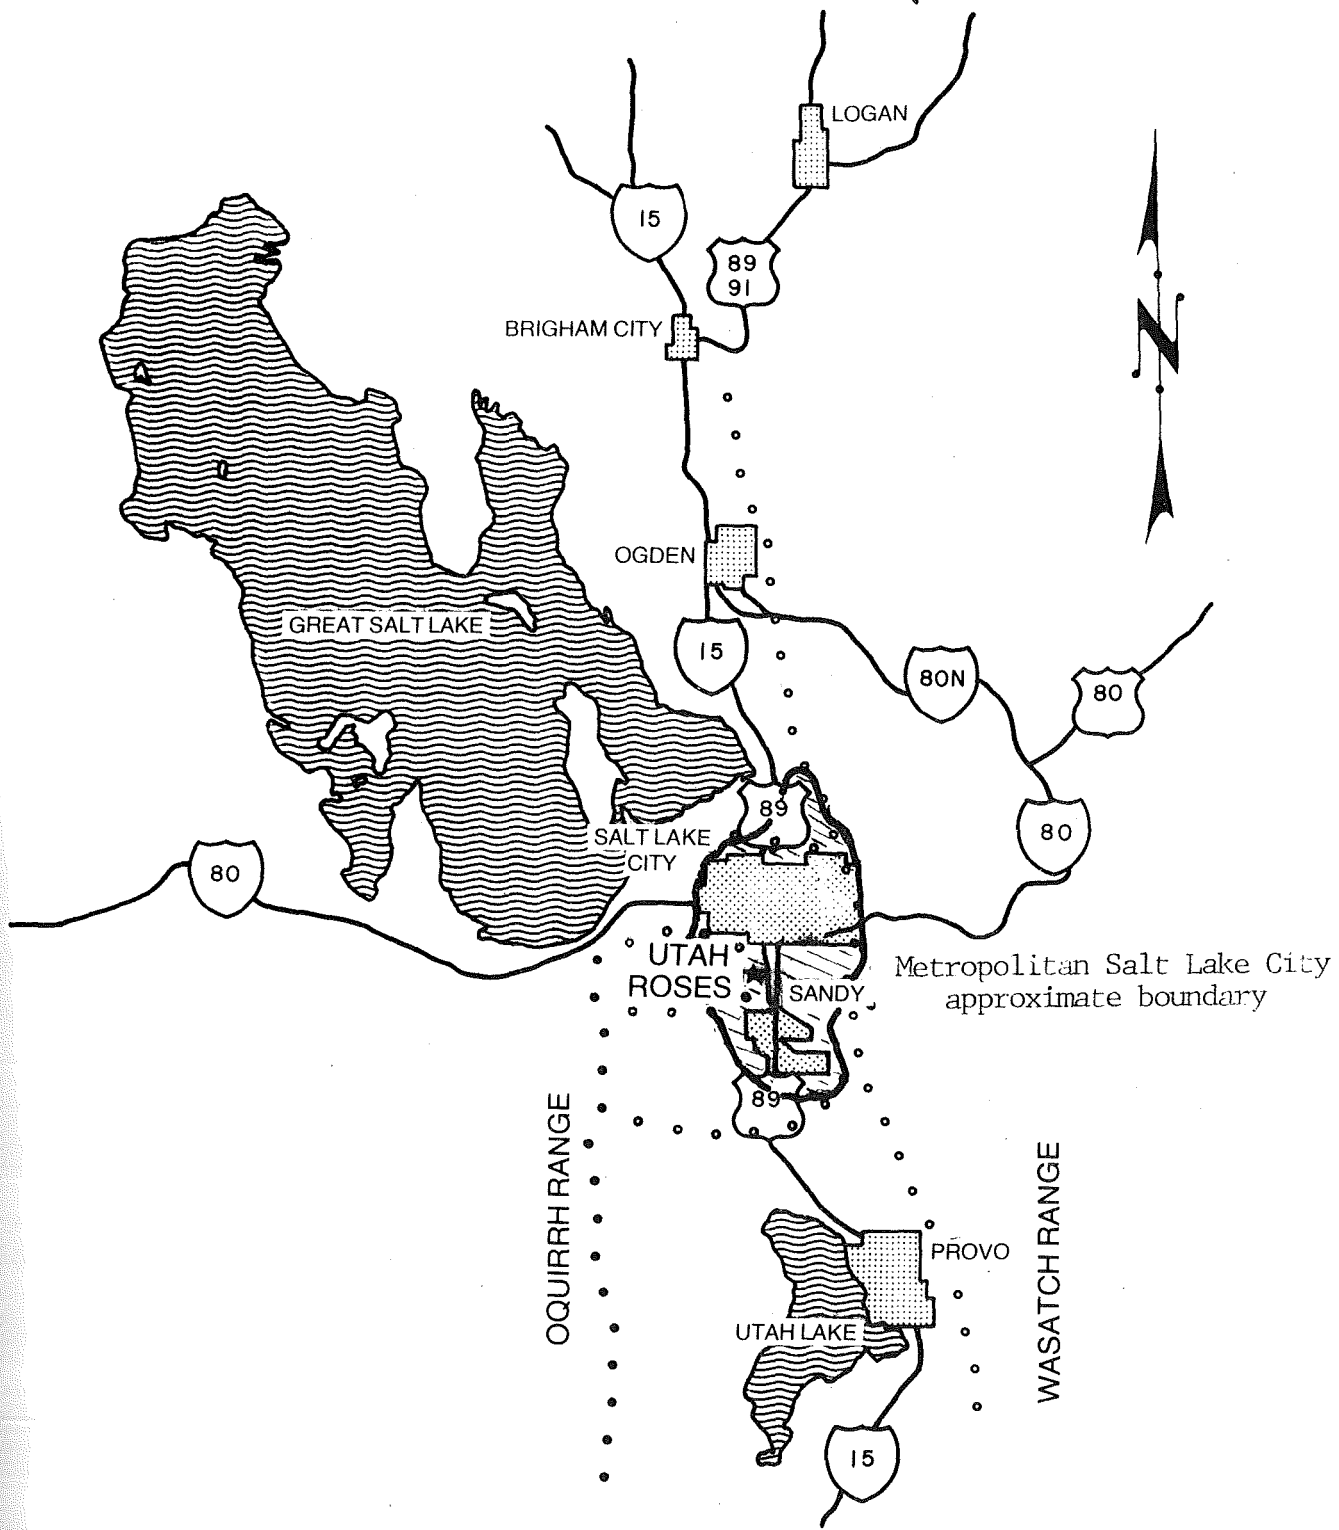 LOGAN
15
89
91
BRIGHAM CITY
N
OGDEN
GREAT SALT LAKE
15
80N
80
89
80
SALT LAKE
CITY
80
UTAH
ROSES
SANDY
Metropolitan Salt Lake City
approximate boundary
89
OQUIRRH RANGE
WASATCH RANGE
PROVO
UTAH LAKE
15